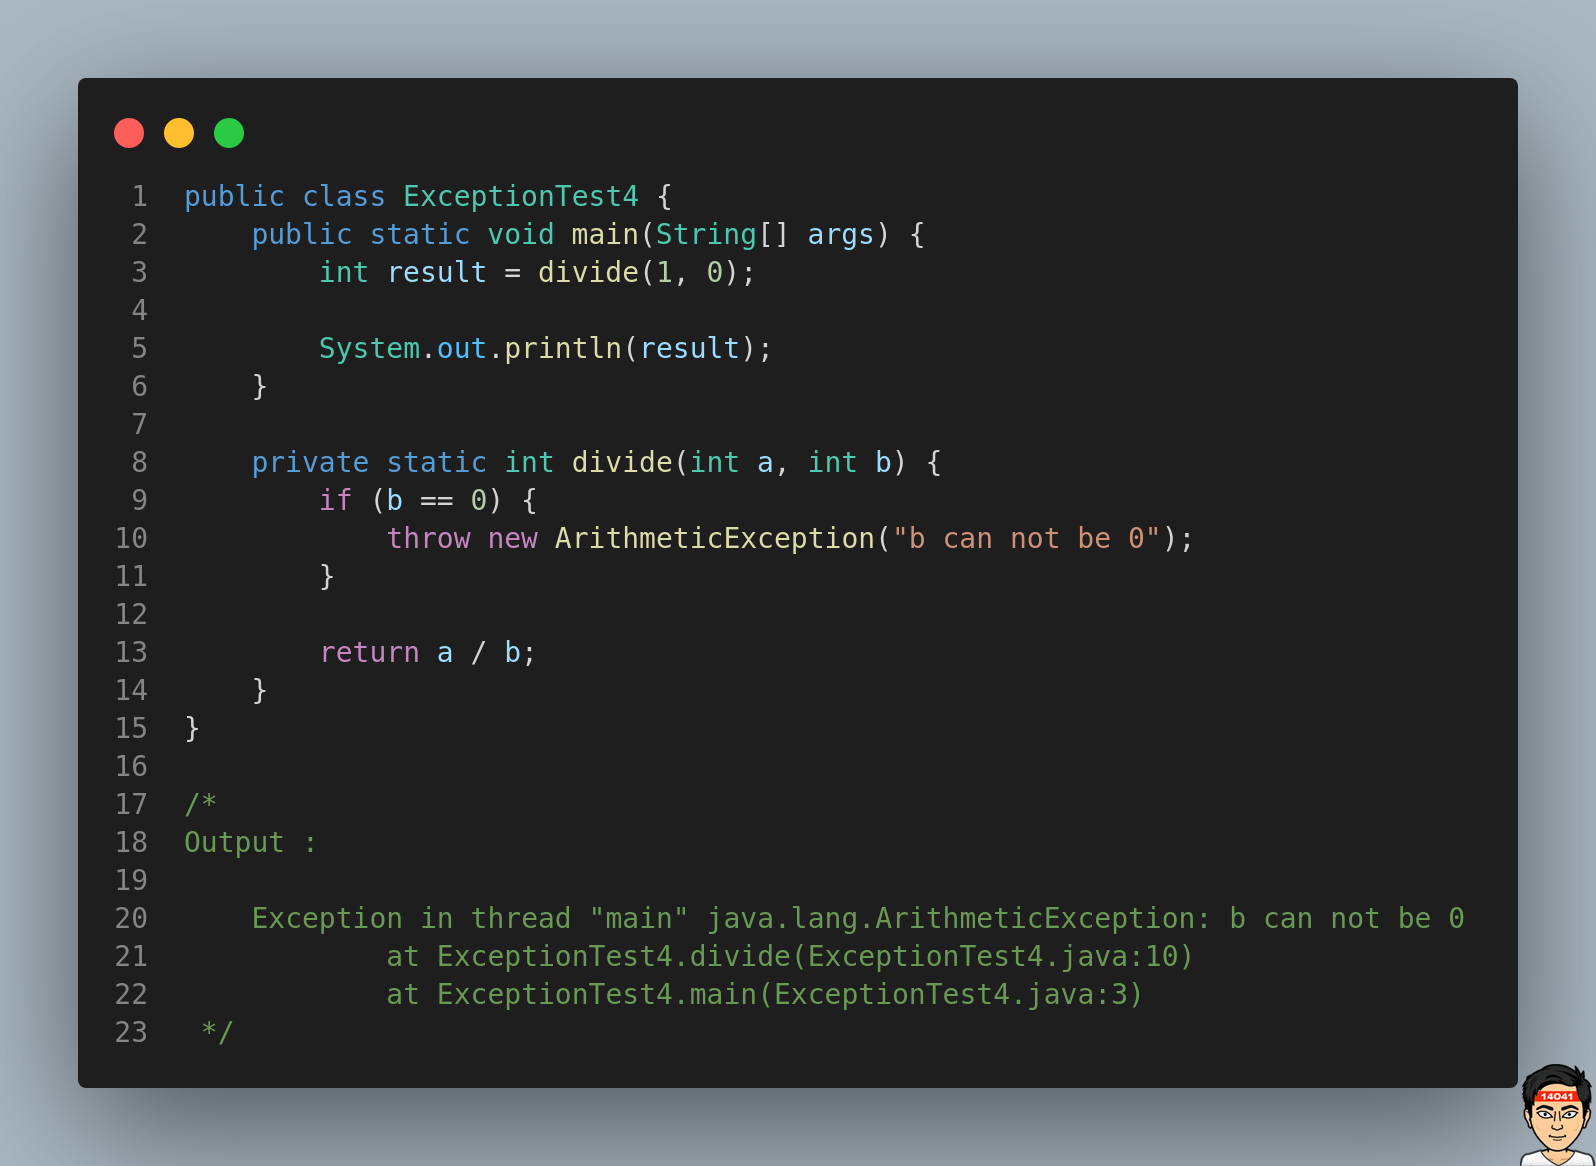 1 public class ExceptionTest4 {
2     public static void main(String[] args) {
3         int result = divide(1, 0);
4
5         System.out.println(result);
6     }
7
8     private static int divide(int a, int b) {
9         if (b == 0) {
10             throw new ArithmeticException("b can not be 0");
11         }
12
13         return a / b;
14     }
15 }
16
17 /*
18 Output :
19
20     Exception in thread "main" java.lang.ArithmeticException: b can not be 0
21             at ExceptionTest4.divide(ExceptionTest4.java:10)
22             at ExceptionTest4.main(ExceptionTest4.java:3)
23  */
14041